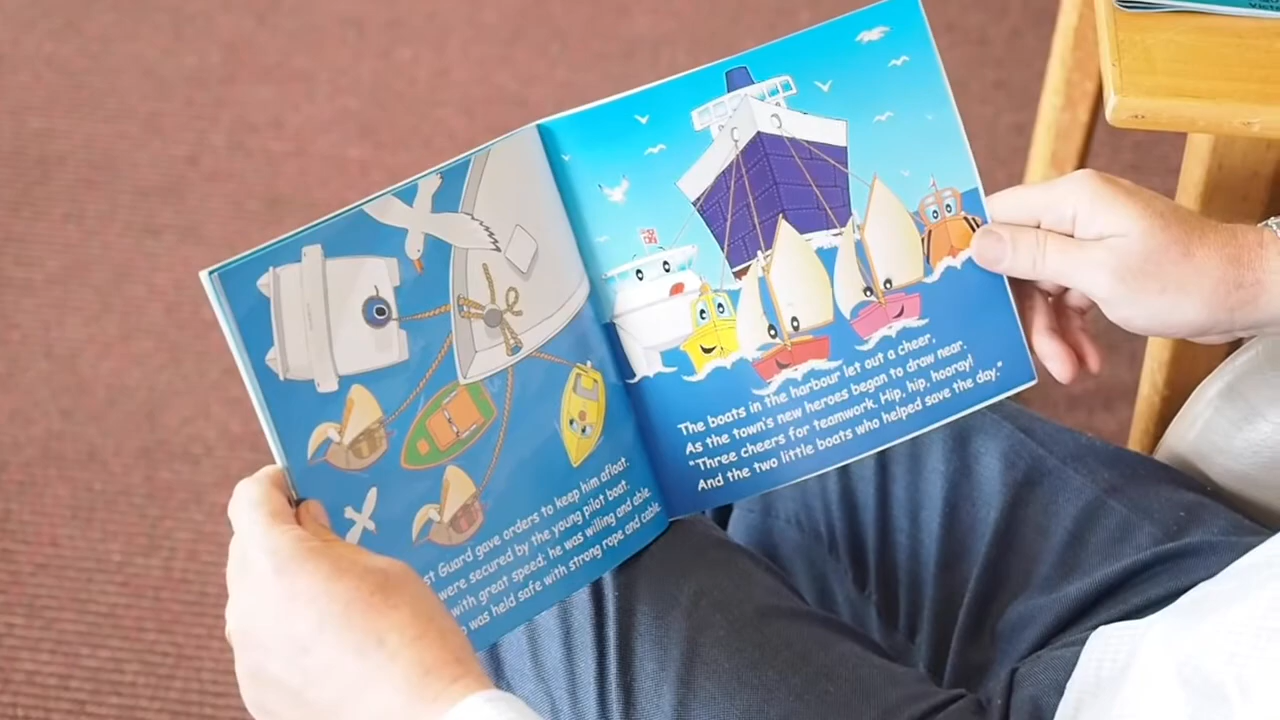 st Guard gave orders to keep him afloat.
were secured by the young pilot boat.
with great speed; he was willing and able
was held safe with strong rope and cable.
The boats in the harbour let out a cheer,
As the town's new heroes began to draw near.
"Three cheers for teamwork. Hip, hip, hooray!
And the two little boats who helped save the day."